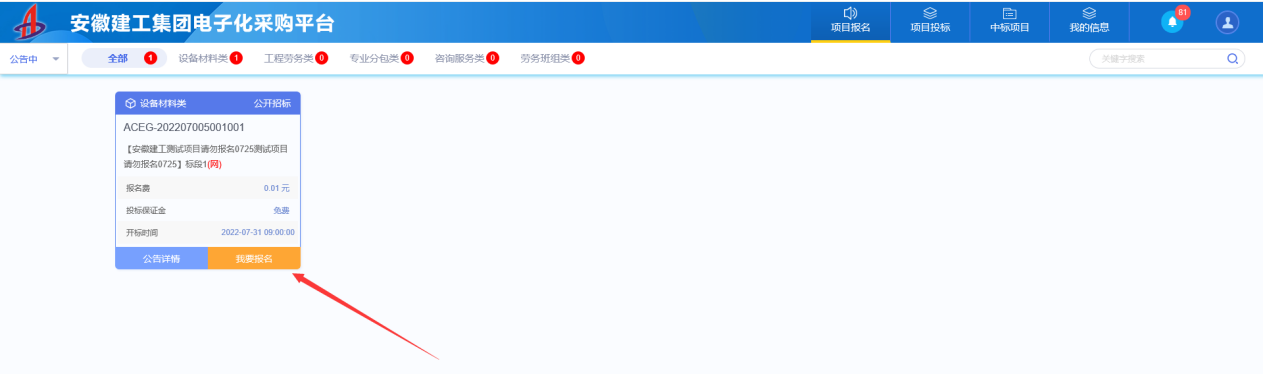 安徽建工集团电子化采购平台
项目报名
项目投标
中标项目
我的信息
81
公告中
全部 1
设备材料类 1
工程劳务类 0
专业分包类 0
咨询服务类 0
劳务班组类 0
关键字搜索
设备材料类 公开招标
ACEG-202207005001001
【安徽建工测试项目请勿报名0725测试项目
请勿报名0725】标段1(网)
报名费 0.01 元
投标保证金 免费
开标时间 2022-07-31 09:00:00
公告详情 我要报名